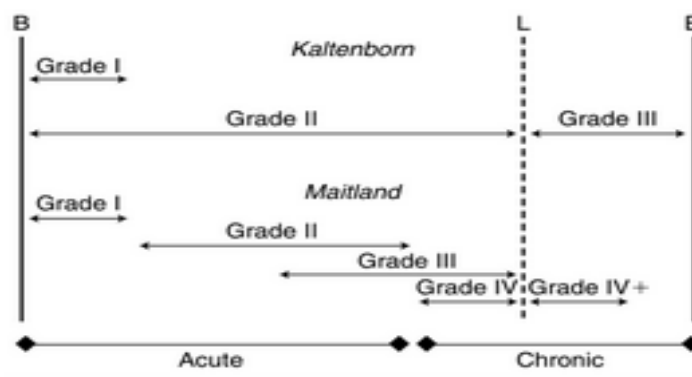 B L E
Kaltenborn
Grade I
Grade II Grade III
Maitland
Grade I
Grade II
Grade III
Grade IV Grade IV+
Acute Chronic